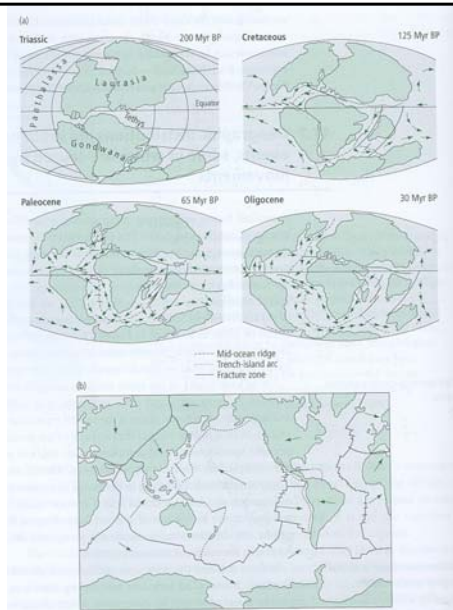 (a)
Triassic 200 Myr BP
Panthalassa
Laurasia
Equator
Tethys
Gondwana
Cretaceous 125 Myr BP
Paleocene 65 Myr BP
Oligocene 30 Myr BP
Mid-ocean ridge
Trench-island arc
Fracture zone
(b)